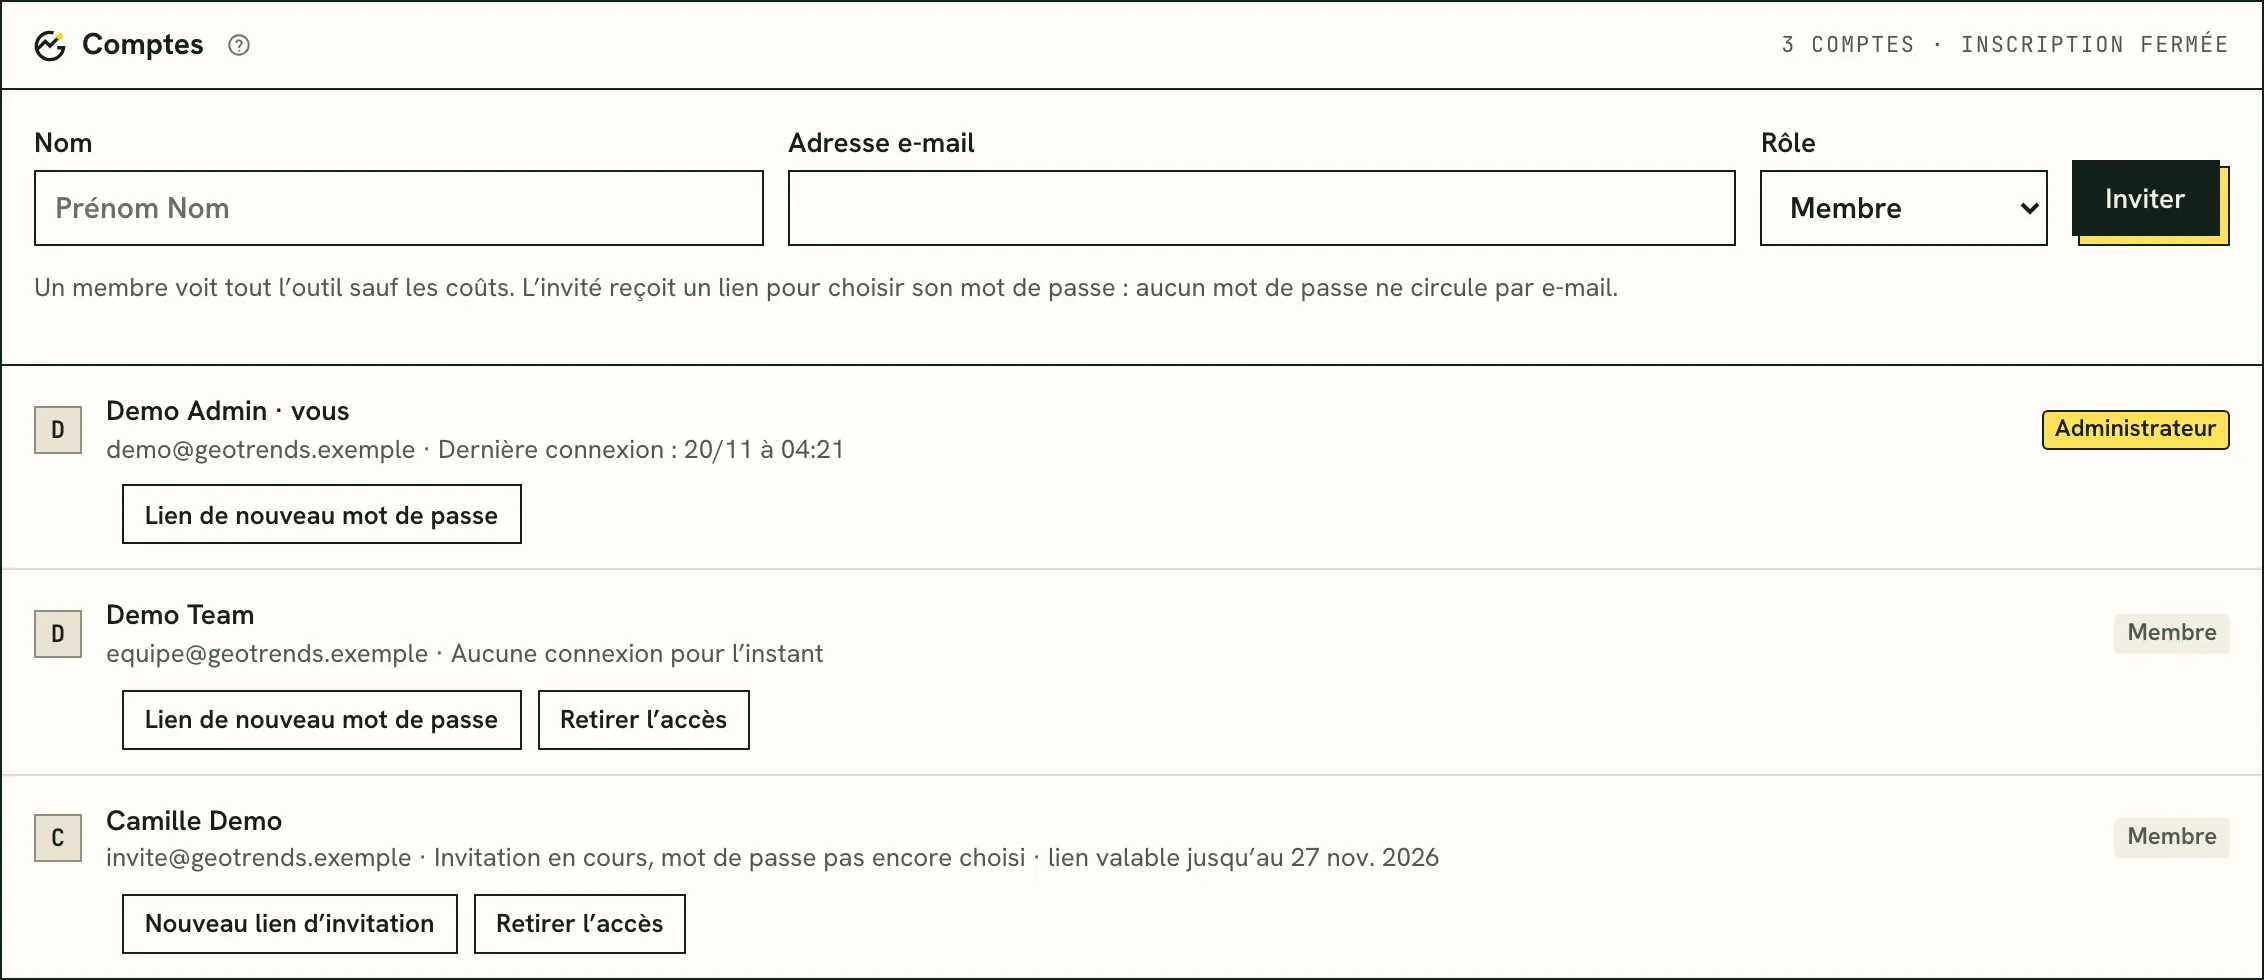 Comptes ?
3 COMPTES · INSCRIPTION FERMÉE
Nom
Adresse e-mail
Rôle
Prénom Nom
Membre
Inviter
Un membre voit tout l’outil sauf les coûts. L’invité reçoit un lien pour choisir son mot de passe : aucun mot de passe ne circule par e-mail.
D
Demo Admin · vous
demo@geotrends.exemple · Dernière connexion : 20/11 à 04:21
Administrateur
Lien de nouveau mot de passe
D
Demo Team
equipe@geotrends.exemple · Aucune connexion pour l’instant
Membre
Lien de nouveau mot de passe
Retirer l’accès
C
Camille Demo
invite@geotrends.exemple · Invitation en cours, mot de passe pas encore choisi · lien valable jusqu’au 27 nov. 2026
Membre
Nouveau lien d’invitation
Retirer l’accès